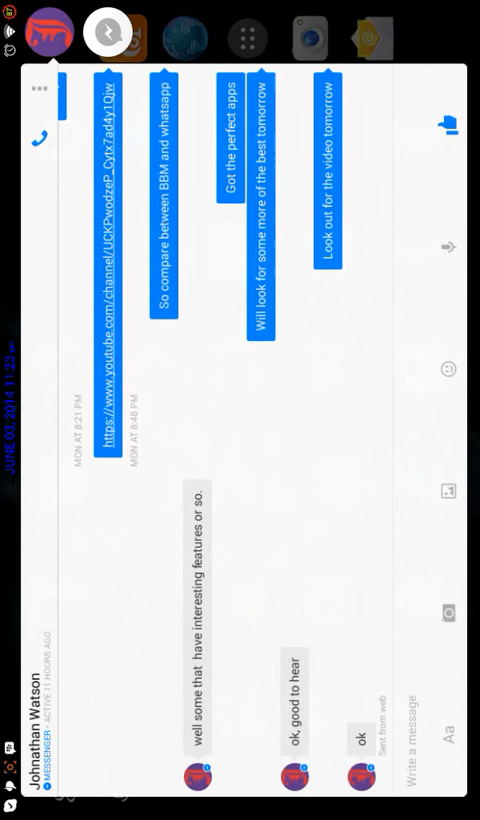 JUNE 03, 2014 11:23 am
87
Johnathan Watson
MESSENGER • ACTIVE 11 HOURS AGO
MON AT 8:21 PM
https://www.youtube.com/channel/UCKPwodzeP_Cytx7ad4y1Qjw
MON AT 8:48 PM
So compare between BBM and whatsapp
well some that have interesting features or so.
Got the perfect apps
Will look for some more of the best tomorrow
ok, good to hear
Look out for the video tomorrow
ok
Sent from web
Write a message
Aa